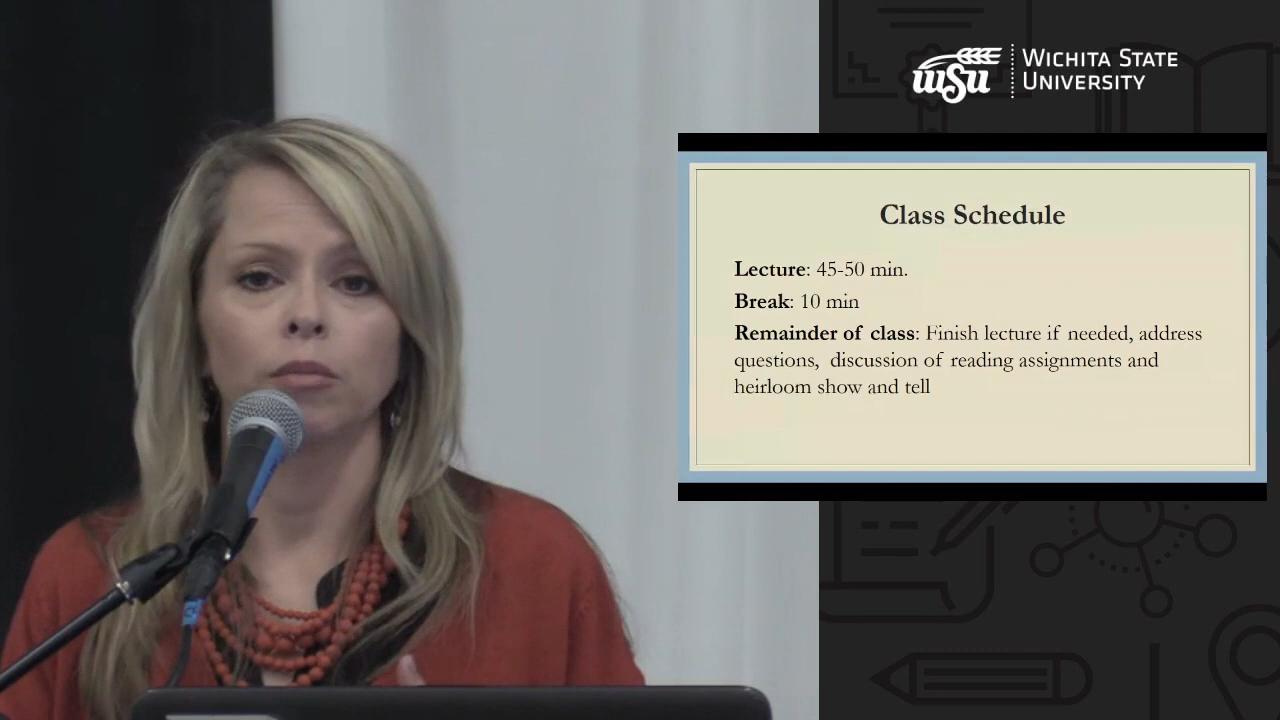 wsu
WICHITA STATE
UNIVERSITY
Class Schedule
Lecture: 45-50 min.
Break: 10 min
Remainder of class: Finish lecture if needed, address
questions, discussion of reading assignments and
heirloom show and tell